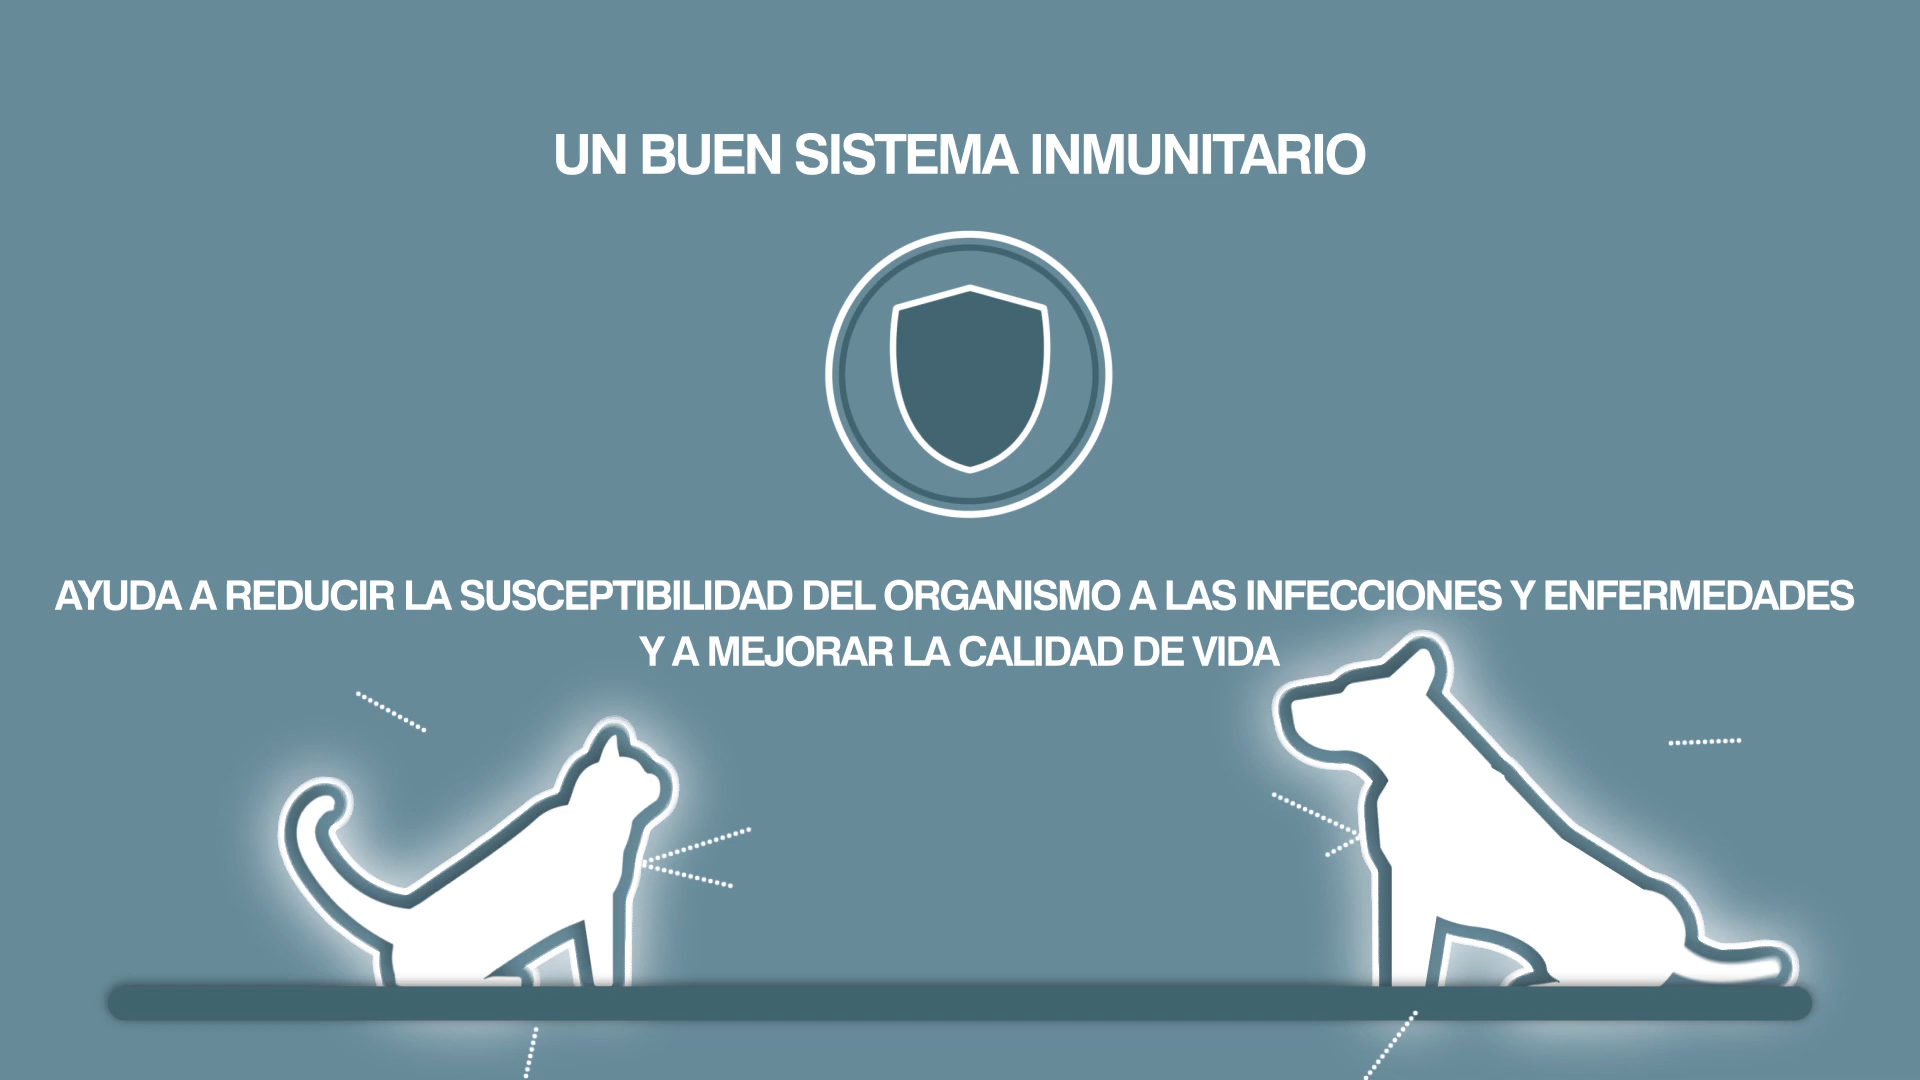 UN BUEN SISTEMA INMUNITARIO
AYUDA A REDUCIR LA SUSCEPTIBILIDAD DEL ORGANISMO A LAS INFECCIONES Y ENFERMEDADES
Y A MEJORAR LA CALIDAD DE VIDA